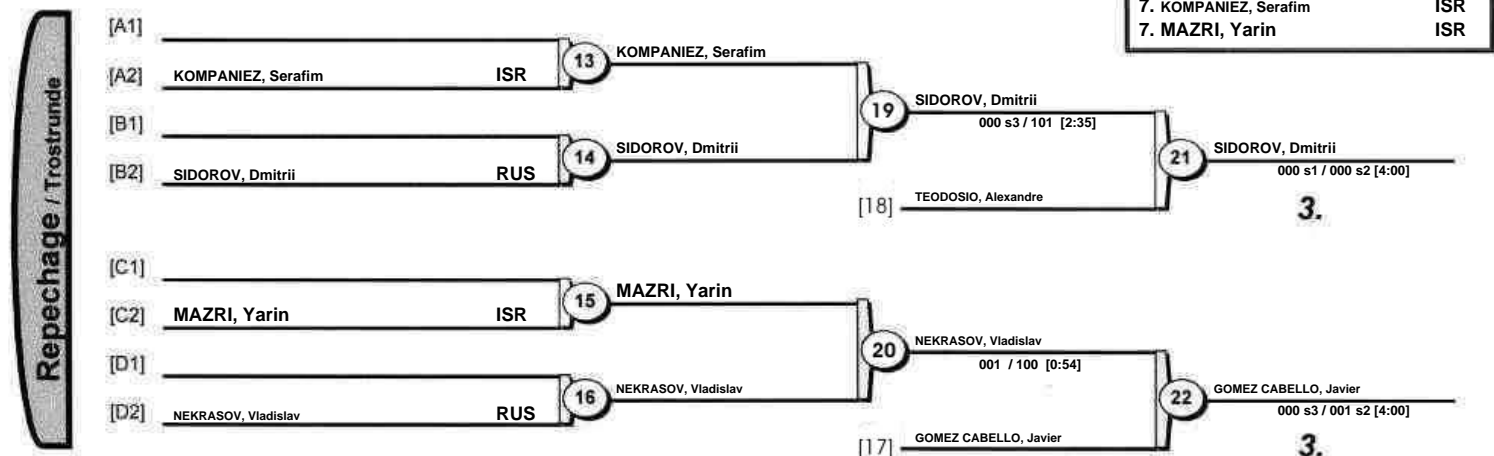 7. KOMPANIEZ, Serafim ISR
7. MAZRI, Yarin ISR
Repechage / Trostrunde
[A1]
[A2] KOMPANIEZ, Serafim ISR
13 KOMPANIEZ, Serafim
[B1]
[B2] SIDOROV, Dmitrii RUS
14 SIDOROV, Dmitrii
19 SIDOROV, Dmitrii
000 s3 / 101 [2:35]
[18] TEODOSIO, Alexandre
21 SIDOROV, Dmitrii
000 s1 / 000 s2 [4:00]
3.
[C1]
[C2] MAZRI, Yarin ISR
15 MAZRI, Yarin
[D1]
[D2] NEKRASOV, Vladislav RUS
16 NEKRASOV, Vladislav
20 NEKRASOV, Vladislav
001 / 100 [0:54]
[17] GOMEZ CABELLO, Javier
22 GOMEZ CABELLO, Javier
000 s3 / 001 s2 [4:00]
3.